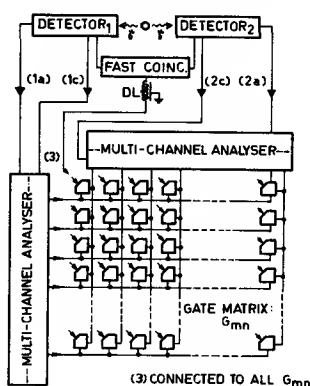 DETECTOR1
DETECTOR2
(1a)
(1c)
FAST COINC.
(2c)
(2a)
DL
(3)
--MULTI-CHANNEL ANALYSER--
--MULTI-CHANNEL ANALYSER--
GATE MATRIX:
Gmn
(3) CONNECTED TO ALL Gmn